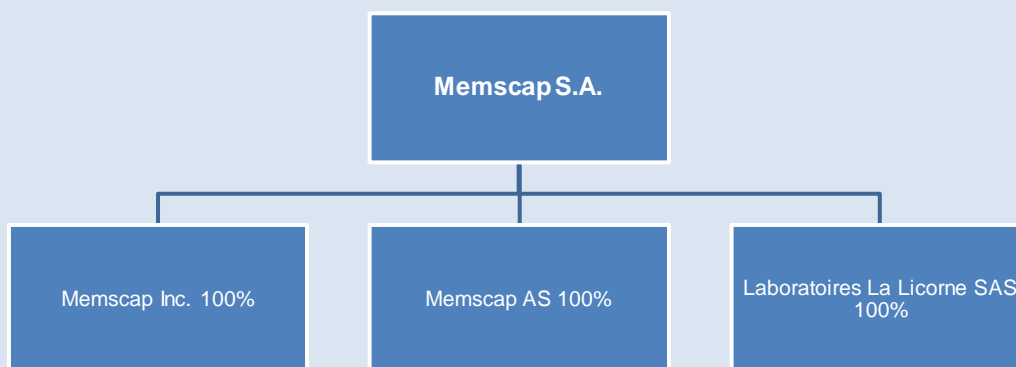 Memscap S.A.
Memscap Inc. 100%
Memscap AS 100%
Laboratoires La Licorne SAS
100%